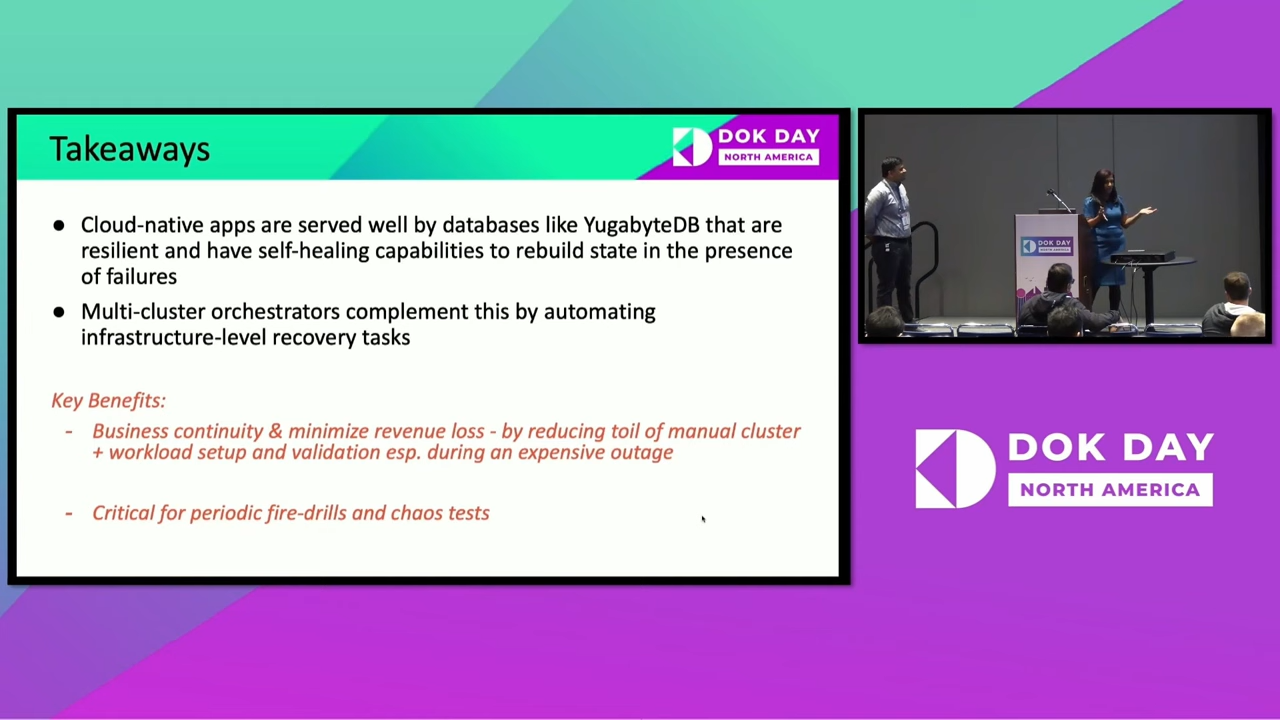 Takeaways
DOK DAY
NORTH AMERICA
● Cloud-native apps are served well by databases like YugabyteDB that are
resilient and have self-healing capabilities to rebuild state in the presence
of failures
● Multi-cluster orchestrators complement this by automating
infrastructure-level recovery tasks
Key Benefits:
- Business continuity & minimize revenue loss - by reducing toil of manual cluster
+ workload setup and validation esp. during an expensive outage
- Critical for periodic fire-drills and chaos tests
DOK DAY
DOK DAY
NORTH AMERICA